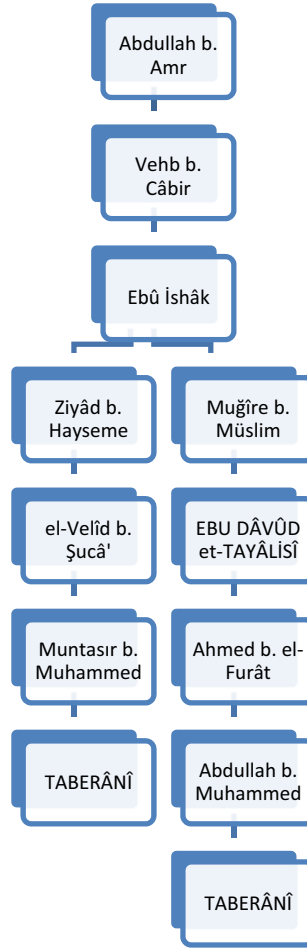 Abdullah b.
Amr
Vehb b.
Câbir
Ebû İshâk
Ziyâd b.
Hayseme
Muğîre b.
Müslim
el-Velîd b.
Şucâ'
EBU DÂVÛD
et-TAYÂLİSÎ
Muntasır b.
Muhammed
Ahmed b. el-
Furât
TABERÂNÎ
Abdullah b.
Muhammed
TABERÂNÎ